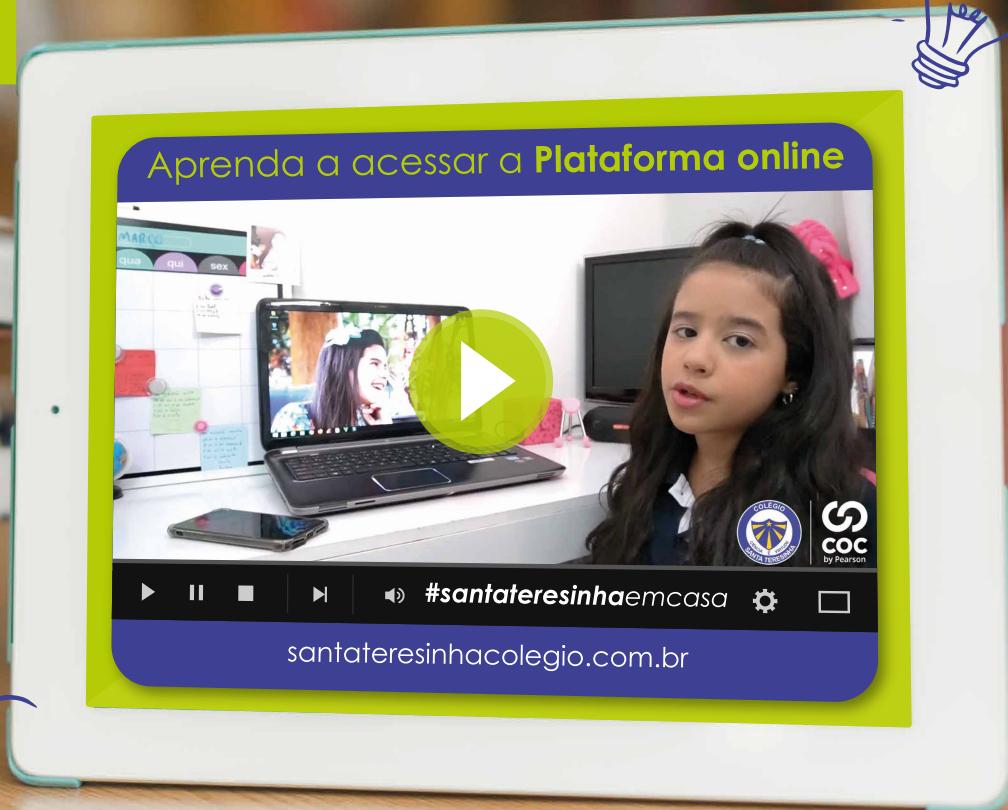 Aprenda a acessar a Plataforma online
MARÇO
qua
qui
sex
COLÉGIO
SANTA TERESINHA
COC
by Pearson
#santateresinhaemcasa
santateresinhacolegio.com.br